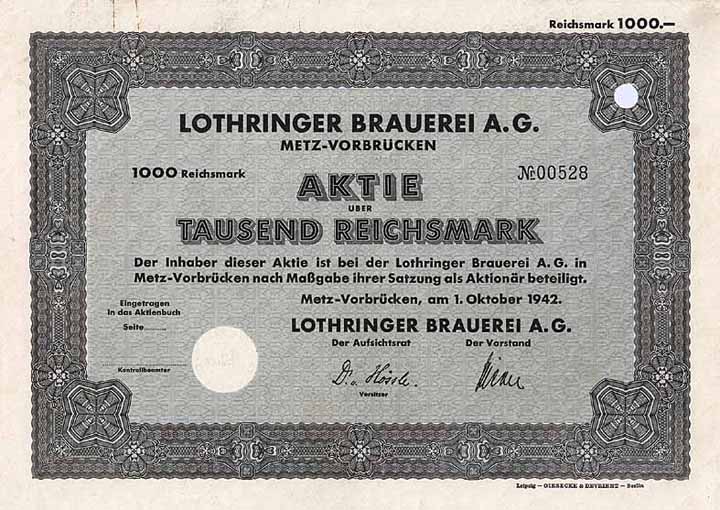 Reichsmark 1000.—
LOTHRINGER BRAUEREI A.G.
METZ-VORBRÜCKEN
1000 Reichsmark
№ 00528
AKTIE
ÜBER
TAUSEND REICHSMARK
Der Inhaber dieser Aktie ist bei der Lothringer Brauerei A.G. in
Metz-Vorbrücken nach Maßgabe ihrer Satzung als Aktionär beteiligt.
Metz-Vorbrücken, am 1. Oktober 1942.
Eingetragen
in das Aktienbuch
Seite
Kontrollbeamter
LOTHRINGER BRAUEREI A.G.
Der Aufsichtsrat
Der Vorstand
Vorsitzer
Leipzig — GIESECKE & DEVRIENT — Berlin